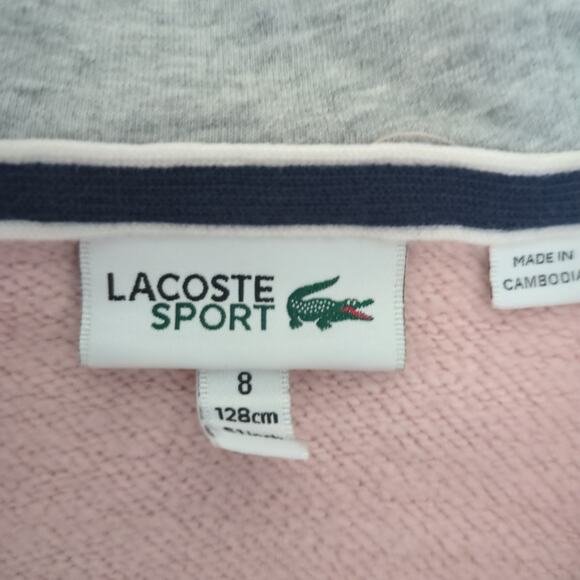 LACOSTE
SPORT
8
128cm
MADE IN
CAMBODIA